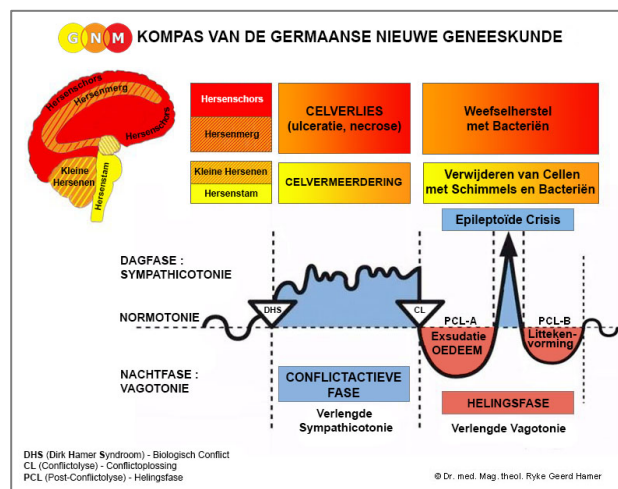 GNM KOMPAS VAN DE GERMAANSE NIEUWE GENEESKUNDE
Hersenschors
Hersenmerg
Hersenschors
Kleine
Hersenen
Hersenstam
Hersenschors
Hersenmerg
CELVERLIES
(ulceratie, necrose)
Weefselherstel
met Bacteriën
Kleine Hersenen
Hersenstam
CELVERMEERDERING
Verwijderen van Cellen
met Schimmels en Bacteriën
Epileptoïde Crisis
DAGFASE :
SYMPATHICOTONIE
NORMOTONIE
DHS
CL
PCL-A
Exsudatie
OEDEEM
PCL-B
Litteken-
vorming
NACHTFASE :
VAGOTONIE
CONFLICTACTIEVE
FASE
Verlengde
Sympathicotonie
HELINGSFASE
Verlengde Vagotonie
DHS (Dirk Hamer Syndroom) - Biologisch Conflict
CL (Conflictolyse) - Conflictoplossing
PCL (Post-Conflictolyse) - Helingsfase
© Dr. med. Mag. theol. Ryke Geerd Hamer